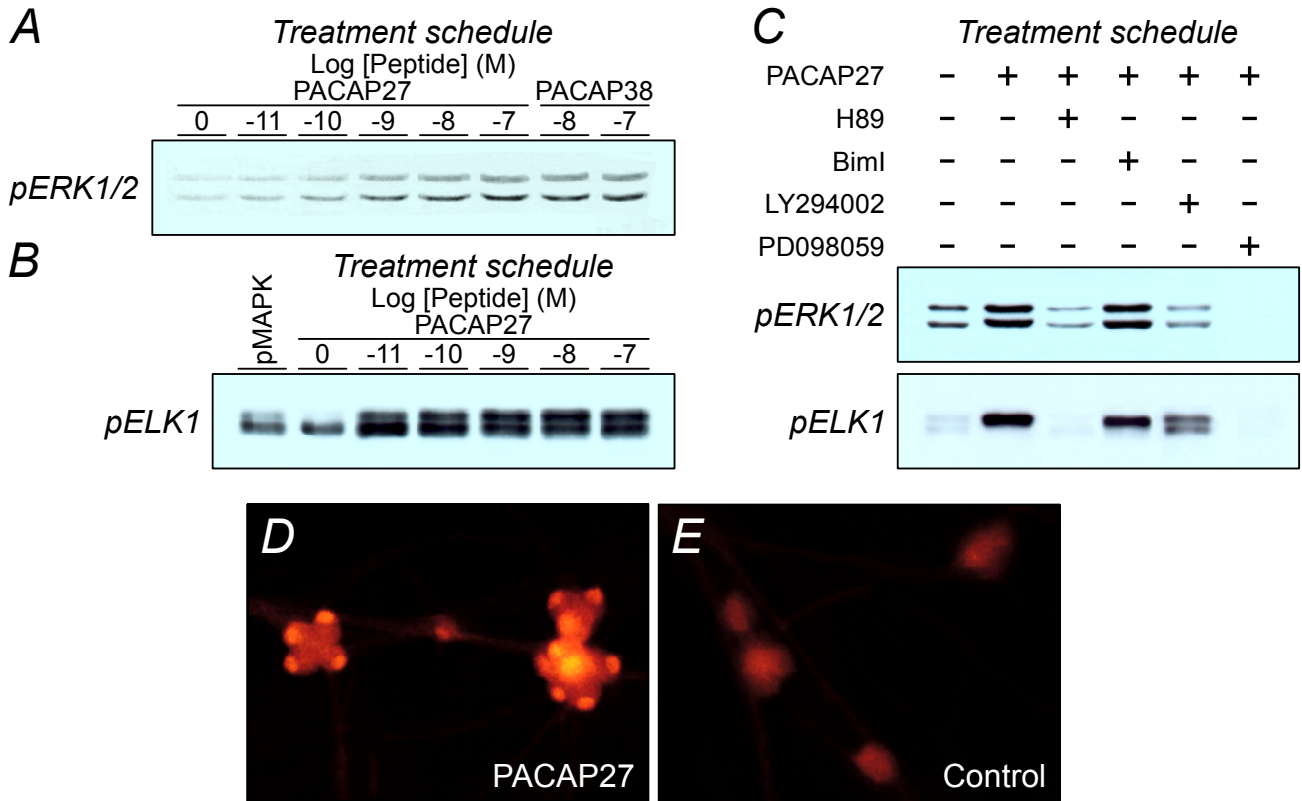 A
Treatment schedule
Log [Peptide] (M)
PACAP27 PACAP38
0 -11 -10 -9 -8 -7 -8 -7
pERK1/2
B
Treatment schedule
Log [Peptide] (M)
PACAP27
pMAPK 0 -11 -10 -9 -8 -7
pELK1
C
Treatment schedule
PACAP27 – + + + + +
H89 – – + – – –
BimI – – – + – –
LY294002 – – – – + –
PD098059 – – – – – +
pERK1/2
pELK1
D
PACAP27
E
Control